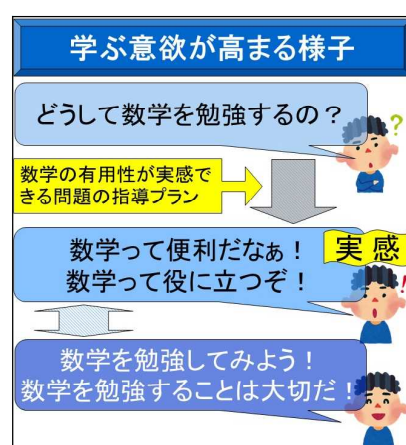 学ぶ意欲が高まる様子
どうして数学を勉強するの？
?
数学の有用性が実感で
きる問題の指導プラン
数学って便利だなぁ！
実感
数学って役に立つぞ！
!
数学を勉強してみよう！
数学を勉強することは大切だ！